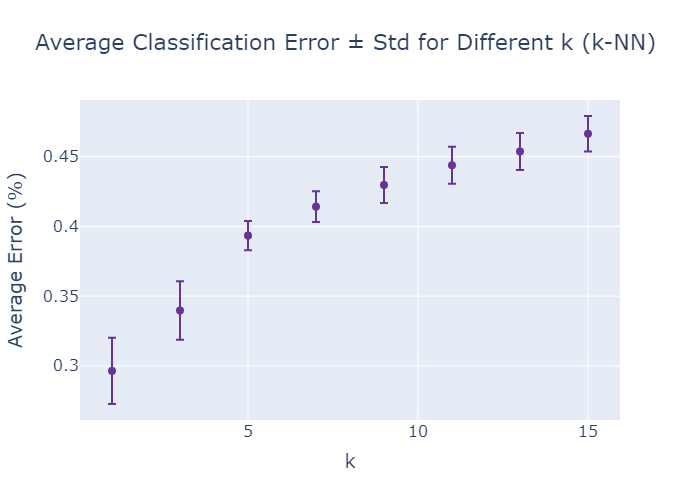 Average Classification Error ± Std for Different k (k-NN)
Average Error (%)
0.45
0.4
0.35
0.3
5
10
15
k